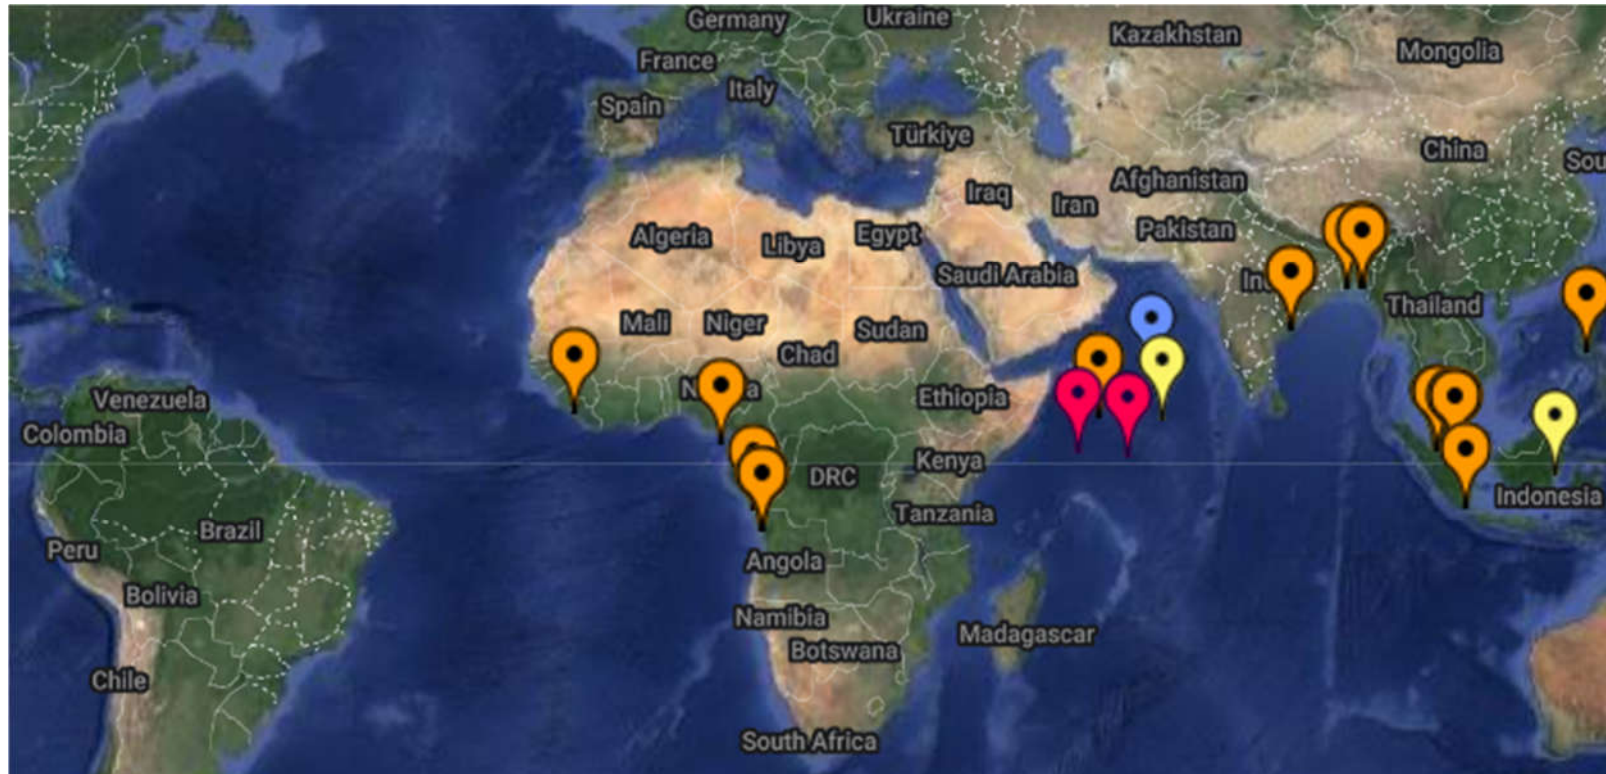 Germany
Ukraine
Kazakhstan
Mongolia
France
Italy
Spain
Türkiye
China
Sou
Afghanistan
Iraq
Iran
Pakistan
Algeria
Libya
Egypt
Saudi Arabia
Ind
Thailand
Mali
Niger
Sudan
Chad
N a
Ethiopia
Venezuela
Colombia
Kenya
DRC
Indonesia
Tanzania
Brazil
Peru
Angola
Bolivia
Namibia
Madagascar
Botswana
Chile
South Africa